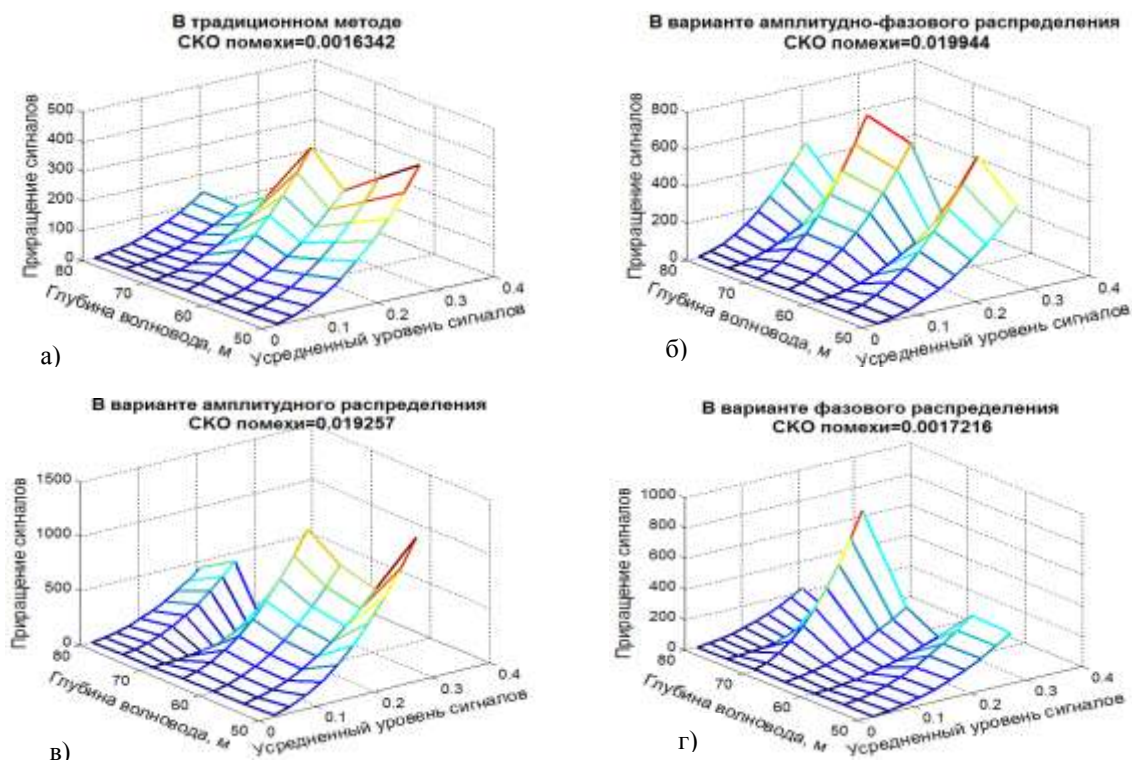 В традиционном методе
СКО помехи=0.0016342
Приращение сигналов
500
400
300
200
100
0
80
70
60
50
Глубина волновода, м
0
0.1
0.2
0.3
0.4
Усредненный уровень сигналов
а)
В варианте амплитудно-фазового распределения
СКО помехи=0.019944
Приращение сигналов
800
600
400
200
0
80
70
60
50
Глубина волновода, м
0
0.1
0.2
0.3
0.4
Усредненный уровень сигналов
б)
В варианте амплитудного распределения
СКО помехи=0.019257
Приращение сигналов
1500
1000
500
0
80
70
60
50
Глубина волновода, м
0
0.1
0.2
0.3
0.4
Усредненный уровень сигналов
в)
В варианте фазового распределения
СКО помехи=0.0017216
Приращение сигналов
1000
800
600
400
200
0
80
70
60
50
Глубина волновода, м
0
0.1
0.2
0.3
0.4
Усредненный уровень сигналов
г)